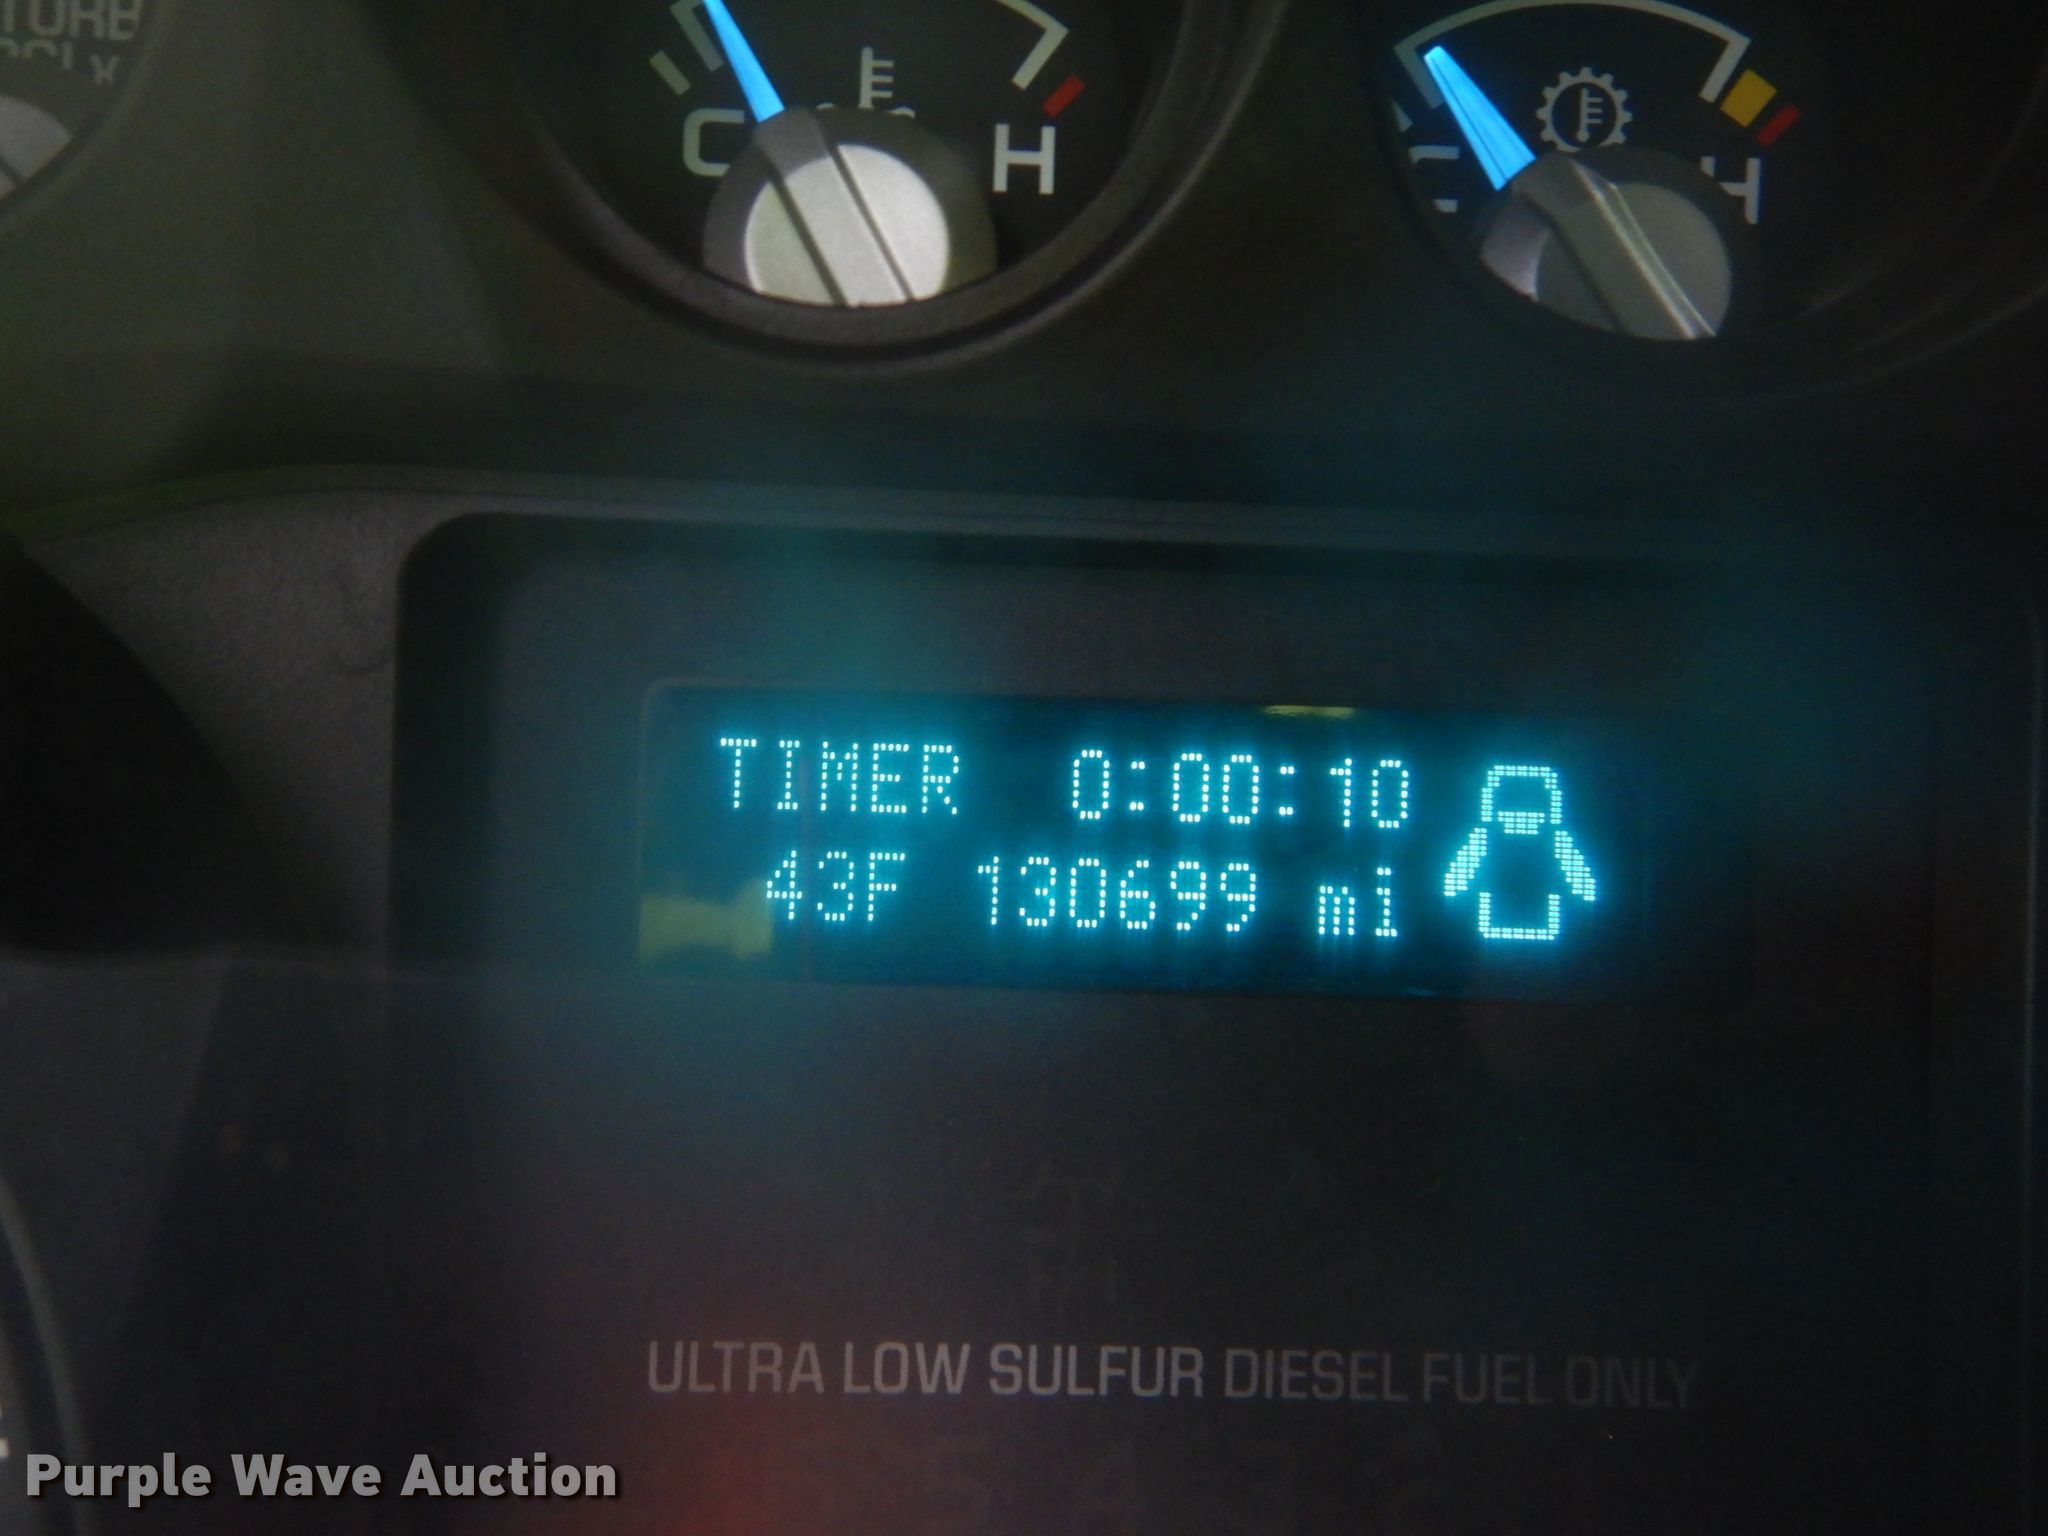 C H
H
TIMER 0:00:10
43F 130699 mi
ULTRA LOW SULFUR DIESEL FUEL ONLY
Purple Wave Auction